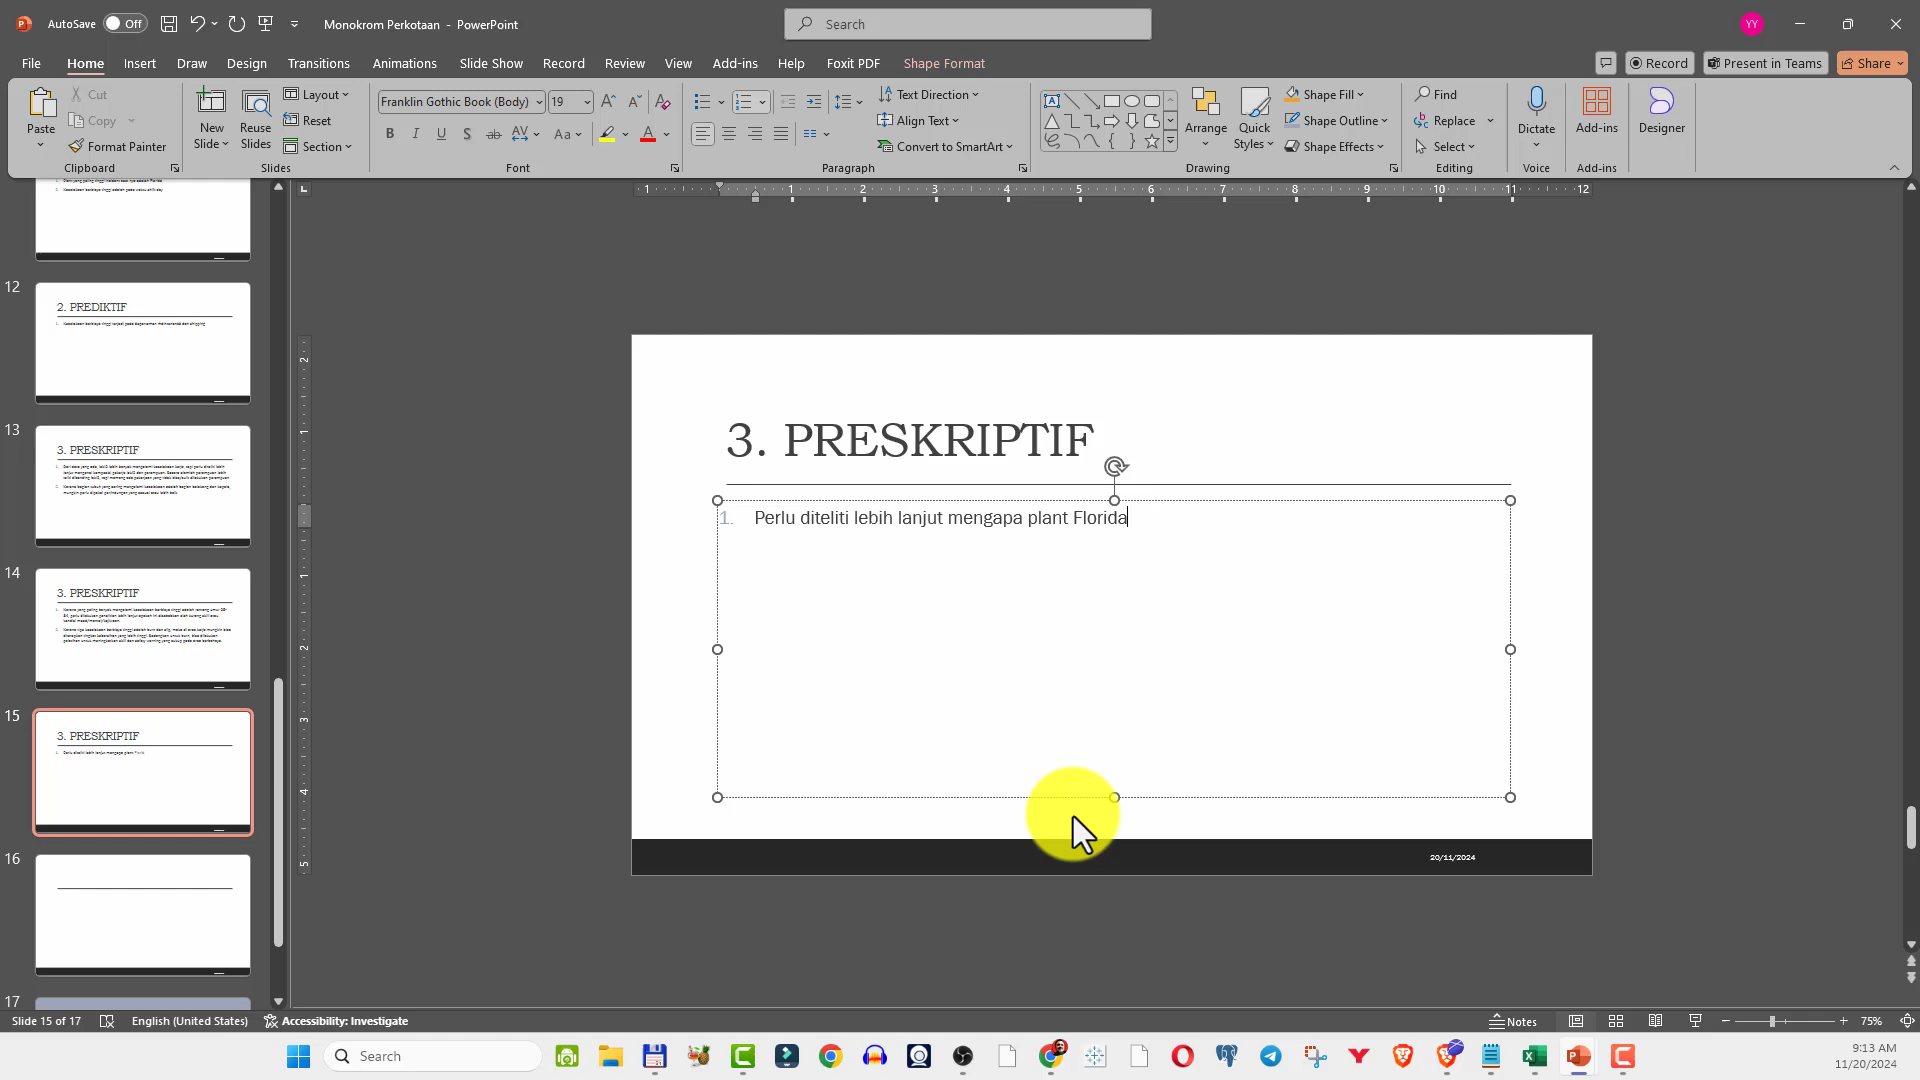 AutoSave Off Monokrom Perkotaan - PowerPoint Search YY
File Home Insert Draw Design Transitions Animations Slide Show Record Review View Add-ins Help Foxit PDF Shape Format Record Present in Teams Share
Paste Cut Copy Format Painter
Clipboard
New Slide Reuse Slides Layout Reset Section
Slides
Franklin Gothic Book (Body) 19
Font
Paragraph
Text Direction
Align Text
Convert to SmartArt
Arrange Quick Styles Shape Fill Shape Outline Shape Effects
Drawing
Find
Replace
Select
Editing
Dictate
Voice
Add-ins
Add-ins
Designer
12
2. PREDIKTIF
13
3. PRESKRIPTIF
14
3. PRESKRIPTIF
15
3. PRESKRIPTIF
16
17
3. PRESKRIPTIF
1. Perlu diteliti lebih lanjut mengapa plant Florida
20/11/2024
Slide 15 of 17 English (United States) Accessibility: Investigate Notes 75%
Search
9:13 AM
11/20/2024